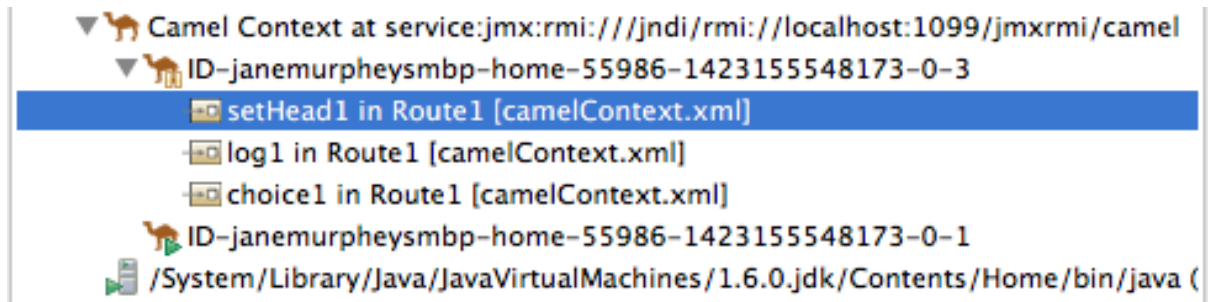 Camel Context at service:jmx:rmi:///jndi/rmi://localhost:1099/jmxrmi/camel
ID-janemurpheysmbp-home-55986-1423155548173-0-3
setHead1 in Route1 [camelContext.xml]
log1 in Route1 [camelContext.xml]
choice1 in Route1 [camelContext.xml]
ID-janemurpheysmbp-home-55986-1423155548173-0-1
/System/Library/Java/JavaVirtualMachines/1.6.0.jdk/Contents/Home/bin/java (